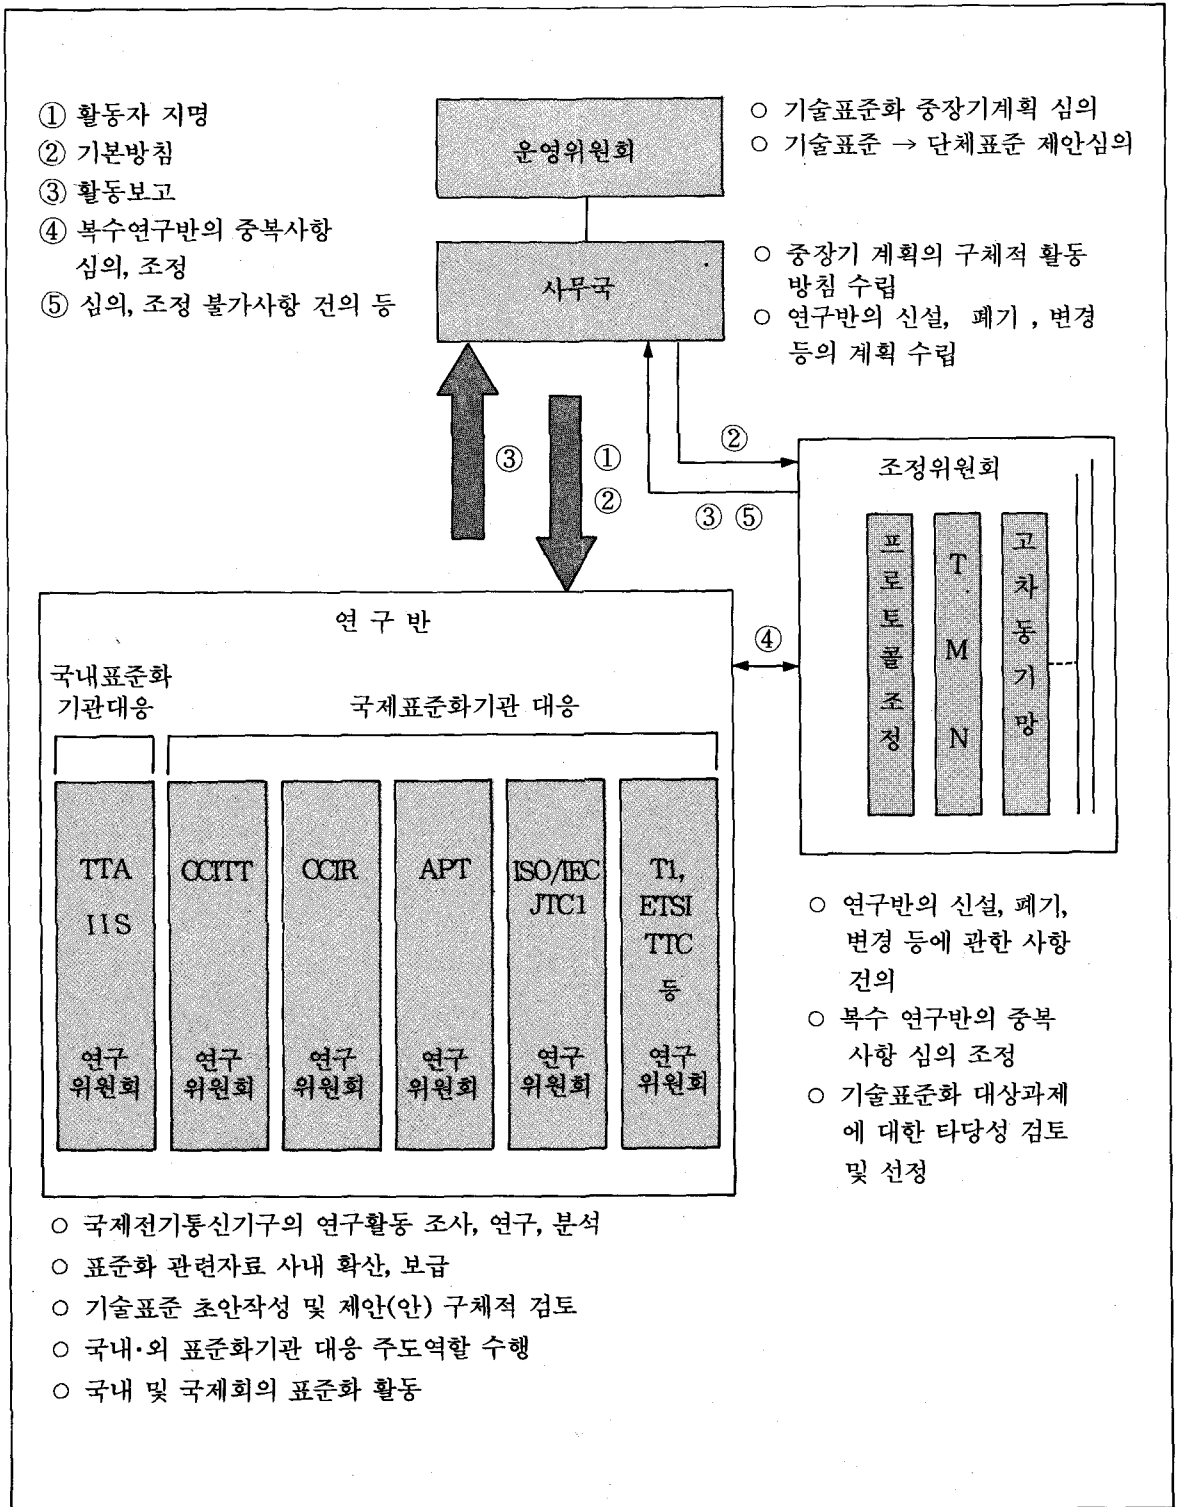 ① 활동자 지명
② 기본방침
③ 활동보고
④ 복수연구반의 중복사항
심의, 조정
⑤ 심의, 조정 불가사항 건의 등
운영위원회
○ 기술표준화 중장기계획 심의
○ 기술표준 → 단체표준 제안심의
사무국
○ 중장기 계획의 구체적 활동
방침 수립
○ 연구반의 신설, 폐기 , 변경
등의 계획 수립
③
①
②
②
③ ⑤
조정위원회
프로토콜조정
T M N
고차동기망
④
연 구 반
국내표준화
기관대응
국제표준화기관 대응
TTA
IIS
연구
위원회
CCITT
연구
위원회
CCIR
연구
위원회
APT
연구
위원회
ISO/IEC
JTC1
연구
위원회
T1,
ETSI
TTC
등
연구
위원회
○ 연구반의 신설, 폐기,
변경 등에 관한 사항
건의
○ 복수 연구반의 중복
사항 심의 조정
○ 기술표준화 대상과제
에 대한 타당성 검토
및 선정
○ 국제전기통신기구의 연구활동 조사, 연구, 분석
○ 표준화 관련자료 사내 확산, 보급
○ 기술표준 초안작성 및 제안(안) 구체적 검토
○ 국내·외 표준화기관 대응 주도역할 수행
○ 국내 및 국제회의 표준화 활동